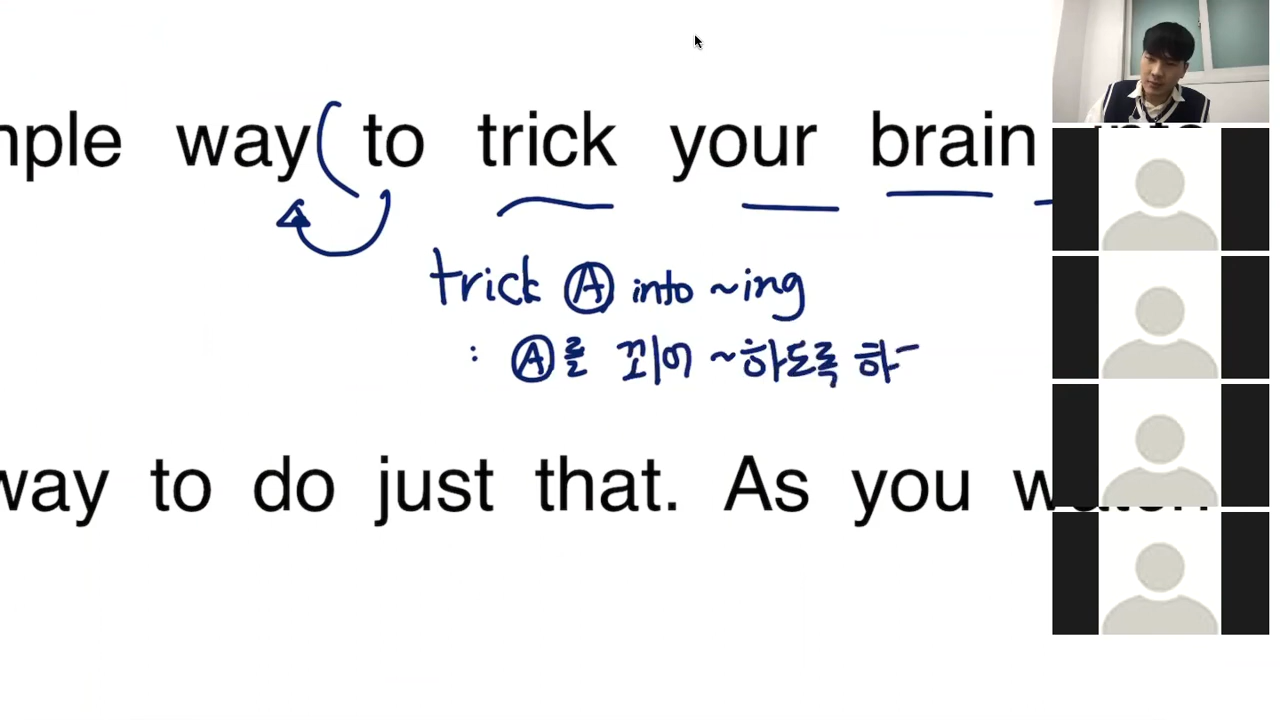 way to trick your brain
trick Ⓐ into ~ing
: Ⓐ를 꾀어 ~하도록 하
way to do just that. As you